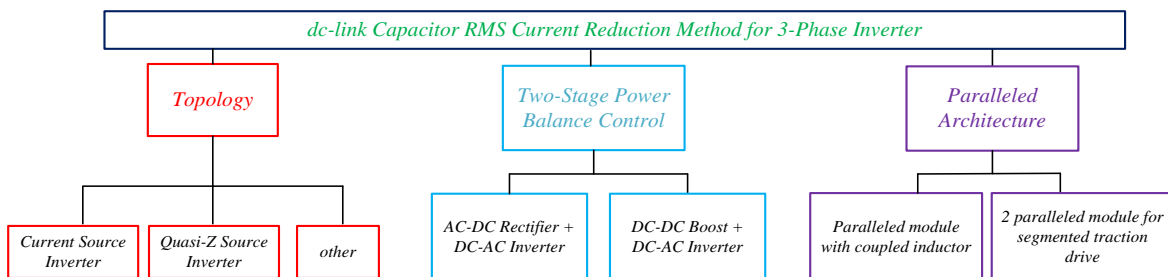 dc-link Capacitor RMS Current Reduction Method for 3-Phase Inverter
Topology
Two-Stage Power
Balance Control
Paralleled
Architecture
Current Source
Inverter
Quasi-Z Source
Inverter
other
AC-DC Rectifier +
DC-AC Inverter
DC-DC Boost +
DC-AC Inverter
Paralleled module
with coupled inductor
2 paralleled module for
segmented traction
drive